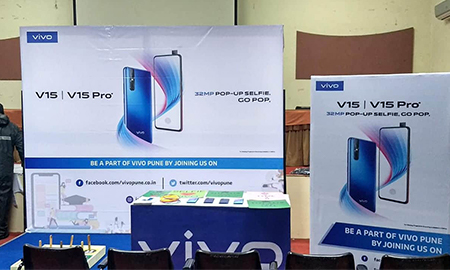 vivo
V15 | V15 Pro
32MP POP-UP SELFIE.
GO POP.
BE A PART OF VIVO PUNE BY JOINING US ON
facebook.com/vivopune.co.in
twitter.com/vivopune
vivo
vivo
V15 | V15 Pro
32MP POP-UP SELFIE, GO POP.
vivo
BE A PART OF VIVO PUNE
BY JOINING US ON
vivo